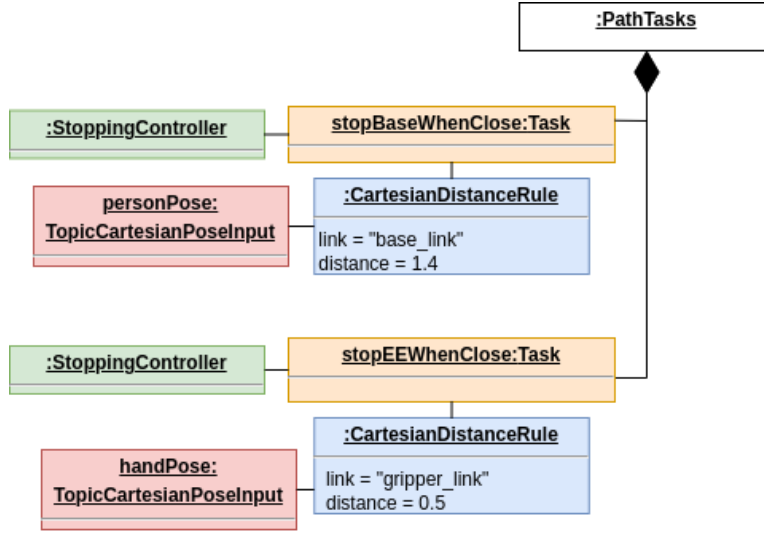 :PathTasks
:StoppingController
stopBaseWhenClose:Task
personPose:
TopicCartesianPoseInput
:CartesianDistanceRule
link = "base_link"
distance = 1.4
:StoppingController
stopEEWhenClose:Task
handPose:
TopicCartesianPoseInput
:CartesianDistanceRule
link = "gripper_link"
distance = 0.5